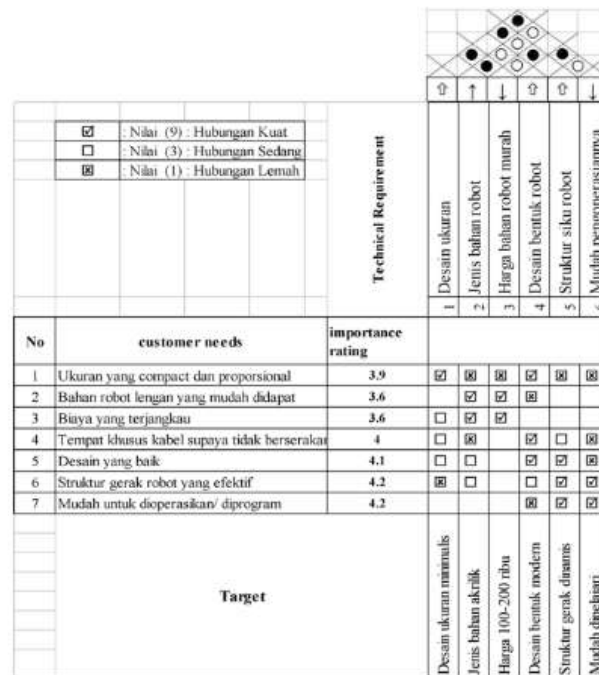 ☑ : Nilai (9) : Hubungan Kuat
☐ : Nilai (3) : Hubungan Sedang
☒ : Nilai (1) : Hubungan Lemah
Technical Requirement
Desain ukuran
Jenis bahan robot
Harga bahan robot murah
Desain bentuk robot
Struktur siku robot
Mudah pengoperasiannya
1 2 3 4 5
No customer needs importance rating
1 Ukuran yang compact dan proporsional 3.9 ☑ ☒ ☒ ☑ ☒ ☒
2 Bahan robot lengan yang mudah didapat 3.6 ☑ ☑ ☒
3 Biaya yang terjangkau 3.6 ☐ ☑ ☑
4 Tempat khusus kabel supaya tidak berserakan 4 ☐ ☒ ☑ ☐ ☒
5 Desain yang baik 4.1 ☐ ☐ ☑ ☑ ☒
6 Struktur gerak robot yang efektif 4.2 ☒ ☐ ☐ ☑ ☑
7 Mudah untuk dioperasikan/ diprogram 4.2 ☒ ☑ ☑
Target
Desain ukuran minimalis
Jenis bahan akrilik
Harga 100-200 ribu
Desain bentuk modern
Struktur gerak dinamis
Mudah dipelajari